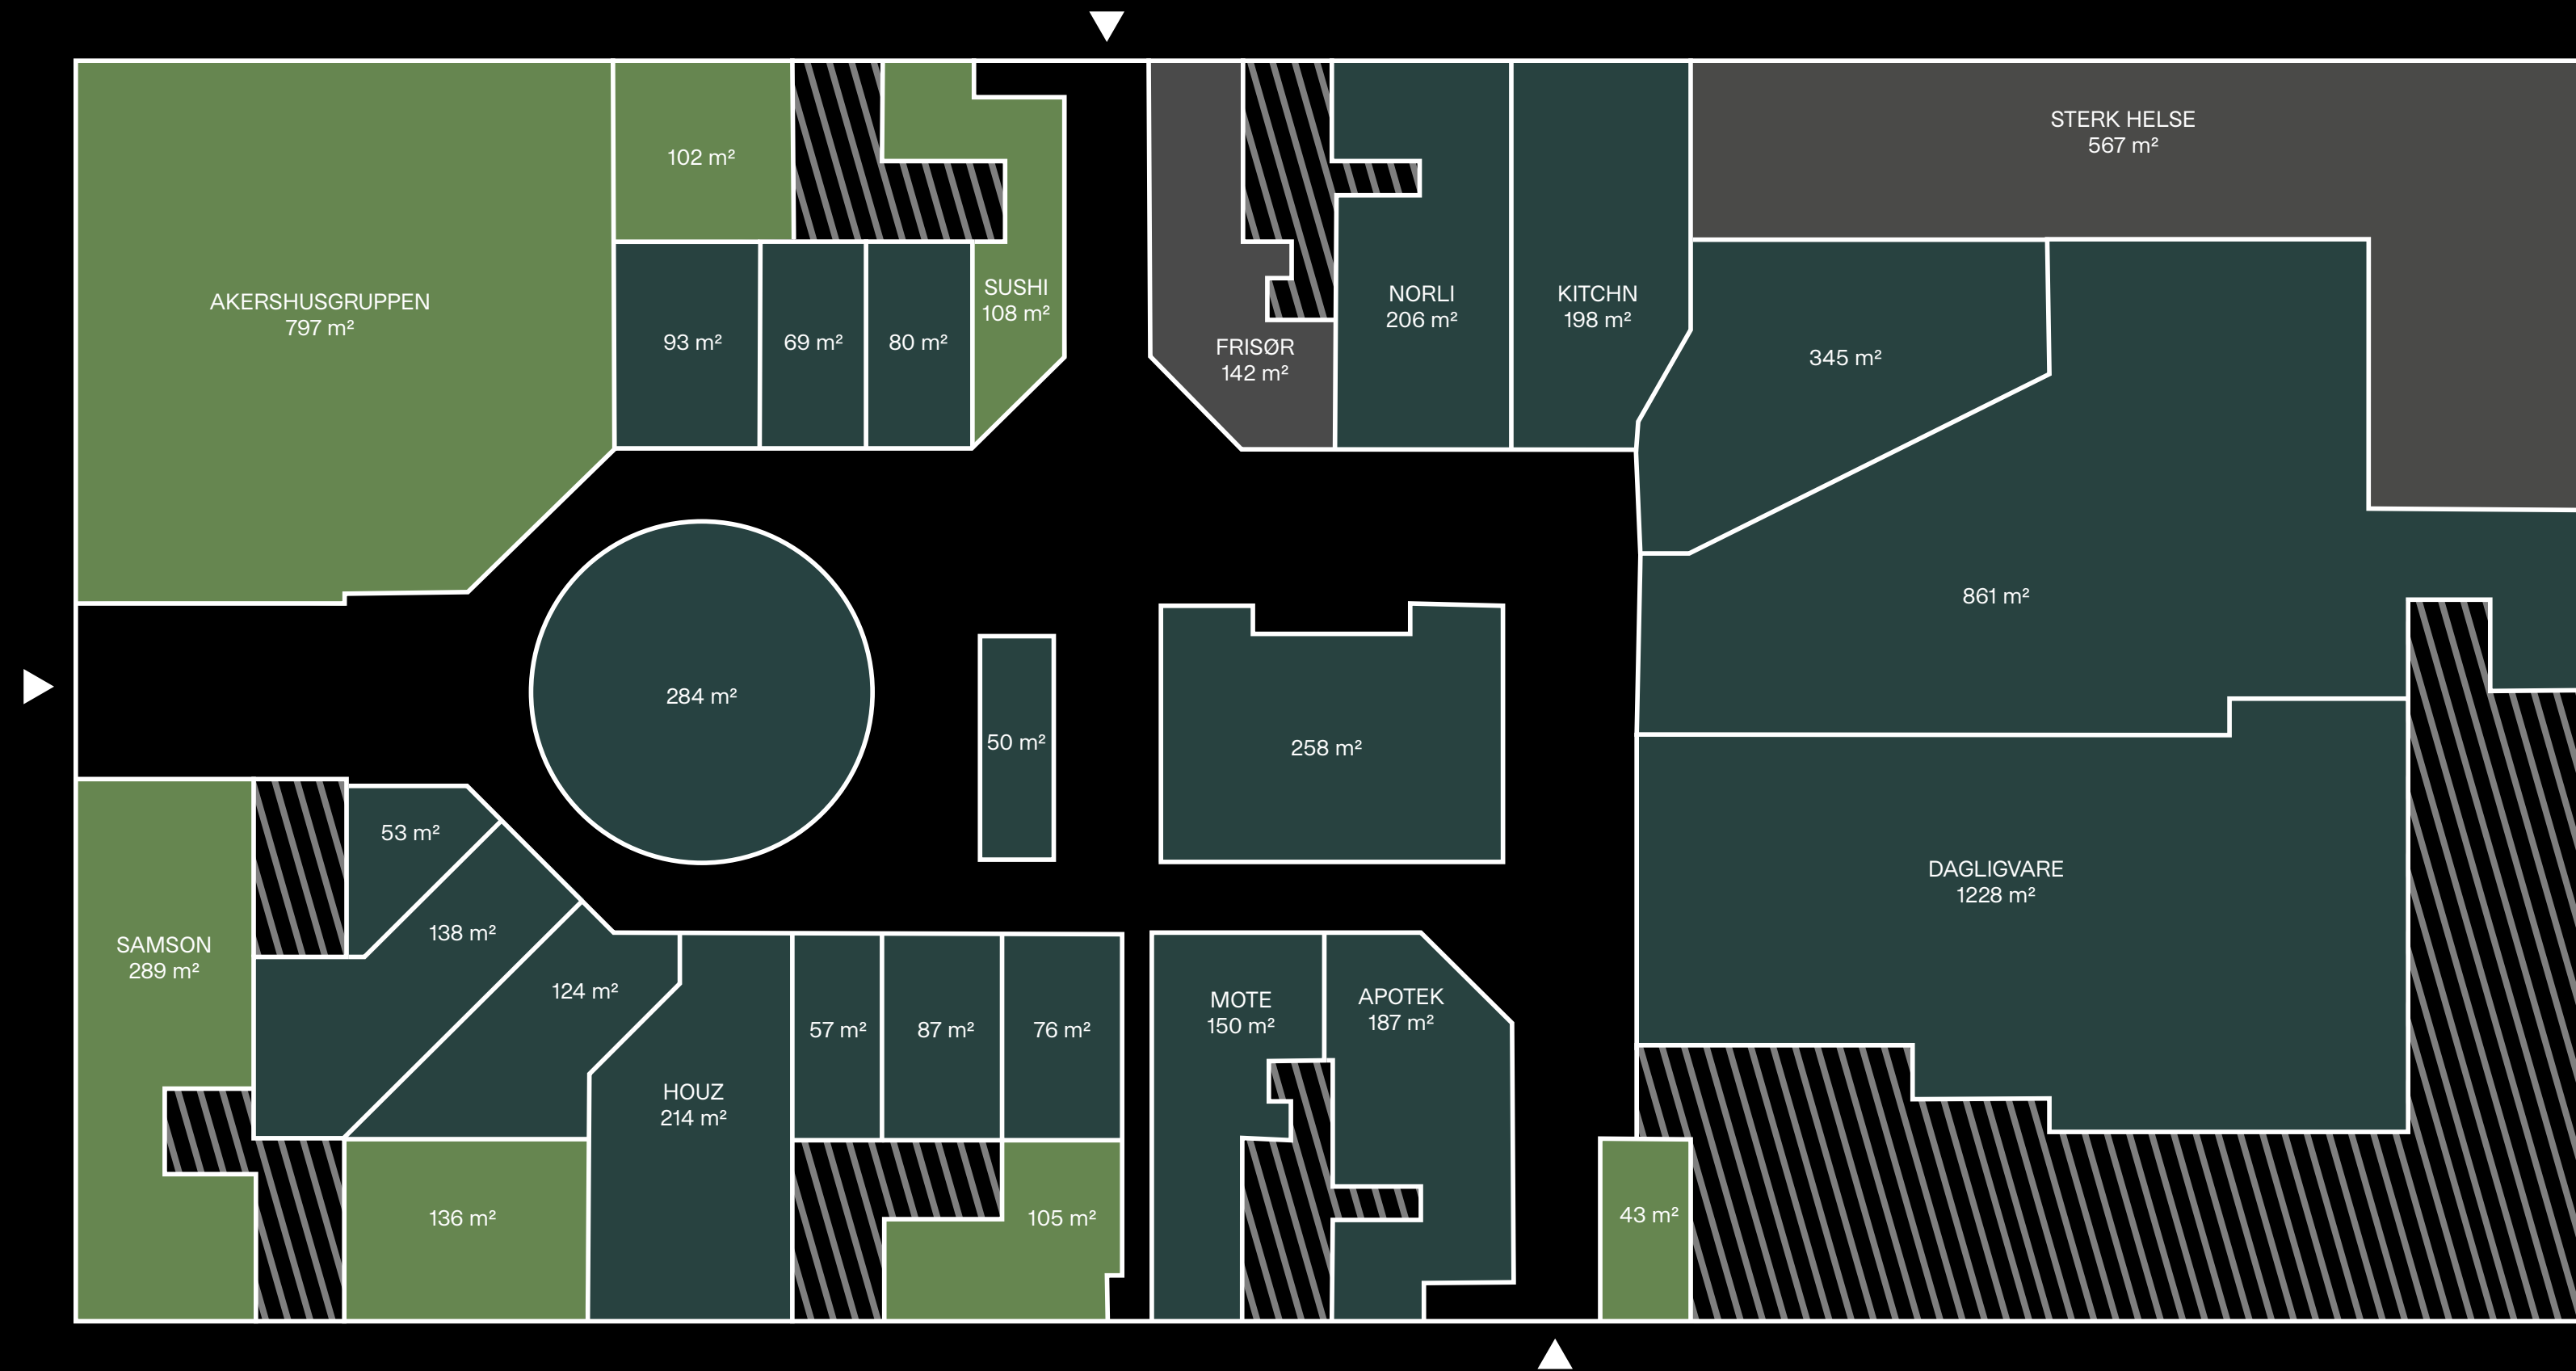 AKERSHUSGRUPPEN
797 m²
102 m²
93 m²
69 m²
80 m²
SUSHI
108 m²
FRISØR
142 m²
NORLI
206 m²
KITCHN
198 m²
STERK HELSE
567 m²
345 m²
861 m²
284 m²
50 m²
258 m²
DAGLIGVARE
1228 m²
SAMSON
289 m²
53 m²
138 m²
124 m²
136 m²
HOUZ
214 m²
57 m²
87 m²
76 m²
105 m²
MOTE
150 m²
APOTEK
187 m²
43 m²